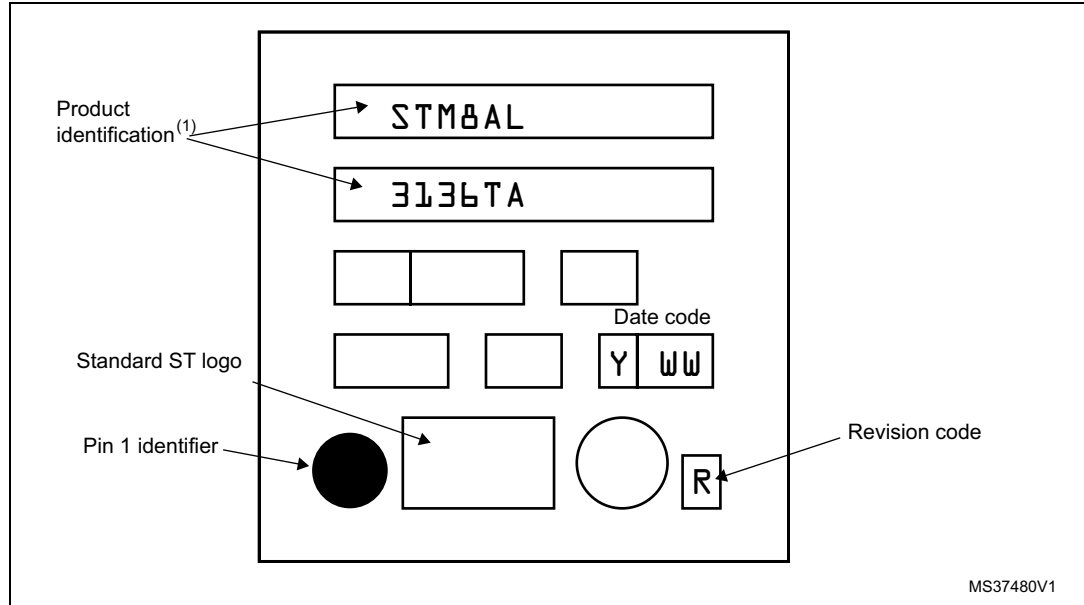 Product
identification(1)
STM8AL
3136TA
Date code
Y WW
Standard ST logo
Pin 1 identifier
Revision code
R
MS37480V1